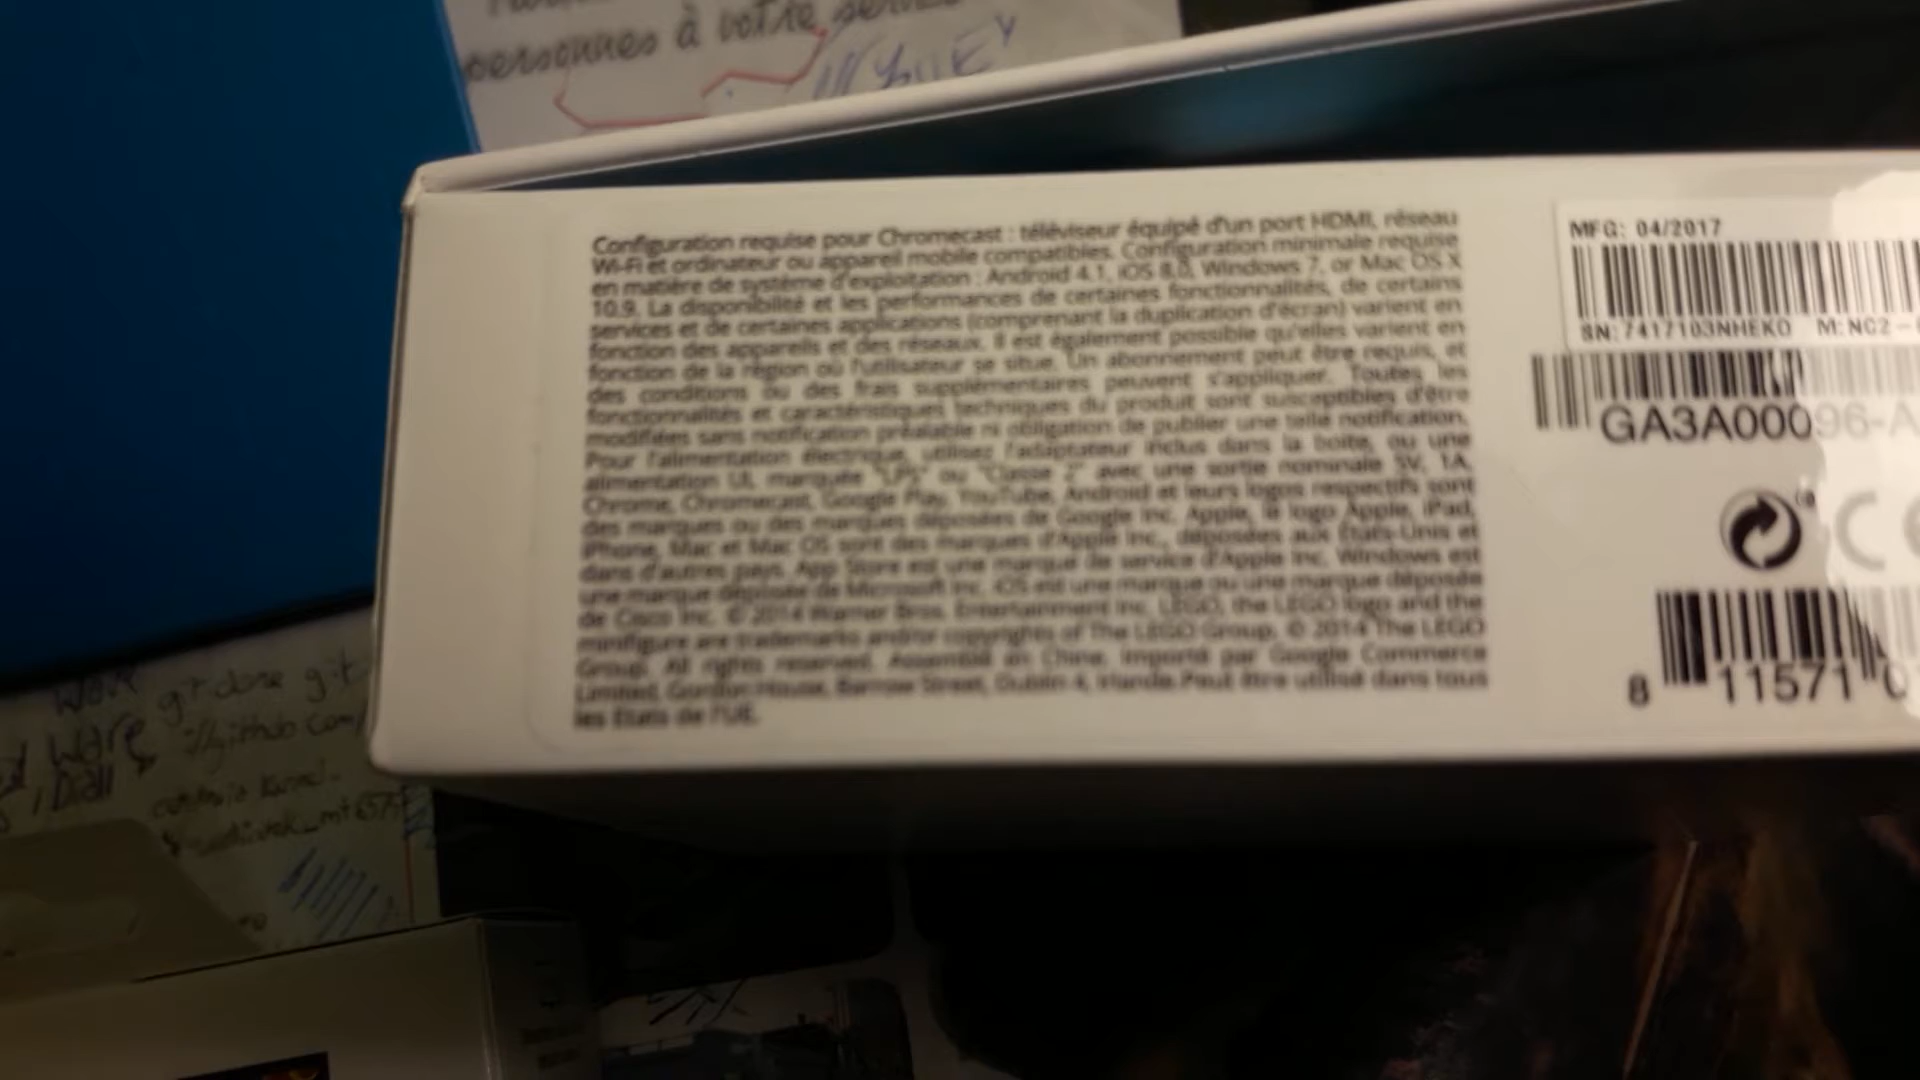 personnes à votre
Configuration requise pour Chromecast : téléviseur équipé d'un port HDMI, réseau
Wi-Fi et ordinateur ou appareil mobile compatibles. Configuration minimale requise
en matière de système d'exploitation : Android 4.1, iOS 8.0, Windows 7, or Mac OS X
10.9. La disponibilité et les performances de certaines fonctionnalités, de certains
services et de certaines applications (comprenant la duplication d'écran) varient en
fonction des appareils et des réseaux. Il est également possible qu'elles varient en
fonction de la région où l'utilisateur se situe. Un abonnement peut être requis, et
des conditions ou des frais supplémentaires peuvent s'appliquer. Toutes les
fonctionnalités et caractéristiques techniques du produit sont susceptibles d'être
modifiées sans notification préalable ni obligation de publier une telle notification.
Pour l'alimentation électrique, utilisez l'adaptateur inclus dans la boîte, ou une
alimentation UL marquée "LPS" ou "Classe 2" avec une sortie nominale 5V, 1A.
Chrome, Chromecast, Google Play, YouTube, Android et leurs logos respectifs sont
des marques ou des marques déposées de Google Inc. Apple, le logo Apple, iPad,
iPhone, Mac et Mac OS sont des marques d'Apple Inc., déposées aux États-Unis et
dans d'autres pays. App Store est une marque de service d'Apple Inc. Windows est
une marque déposée de Microsoft Inc. iOS est une marque ou une marque déposée
de Cisco Inc. © 2014 Warner Bros. Entertainment Inc. LEGO, the LEGO logo and the
minifigure are trademarks and/or copyrights of The LEGO Group. © 2014 The LEGO
Group. All rights reserved. Assemblé en Chine. Importé par Google Commerce
Limited, Gordon House, Barrow Street, Dublin 4, Irlande. Peut être utilisé dans tous
les États de l'UE.
MFG: 04/2017
SN: 7417103NHEKD M: NC2-
GA3A00096-A
C
8 11571 0
git clone git
://github.com/